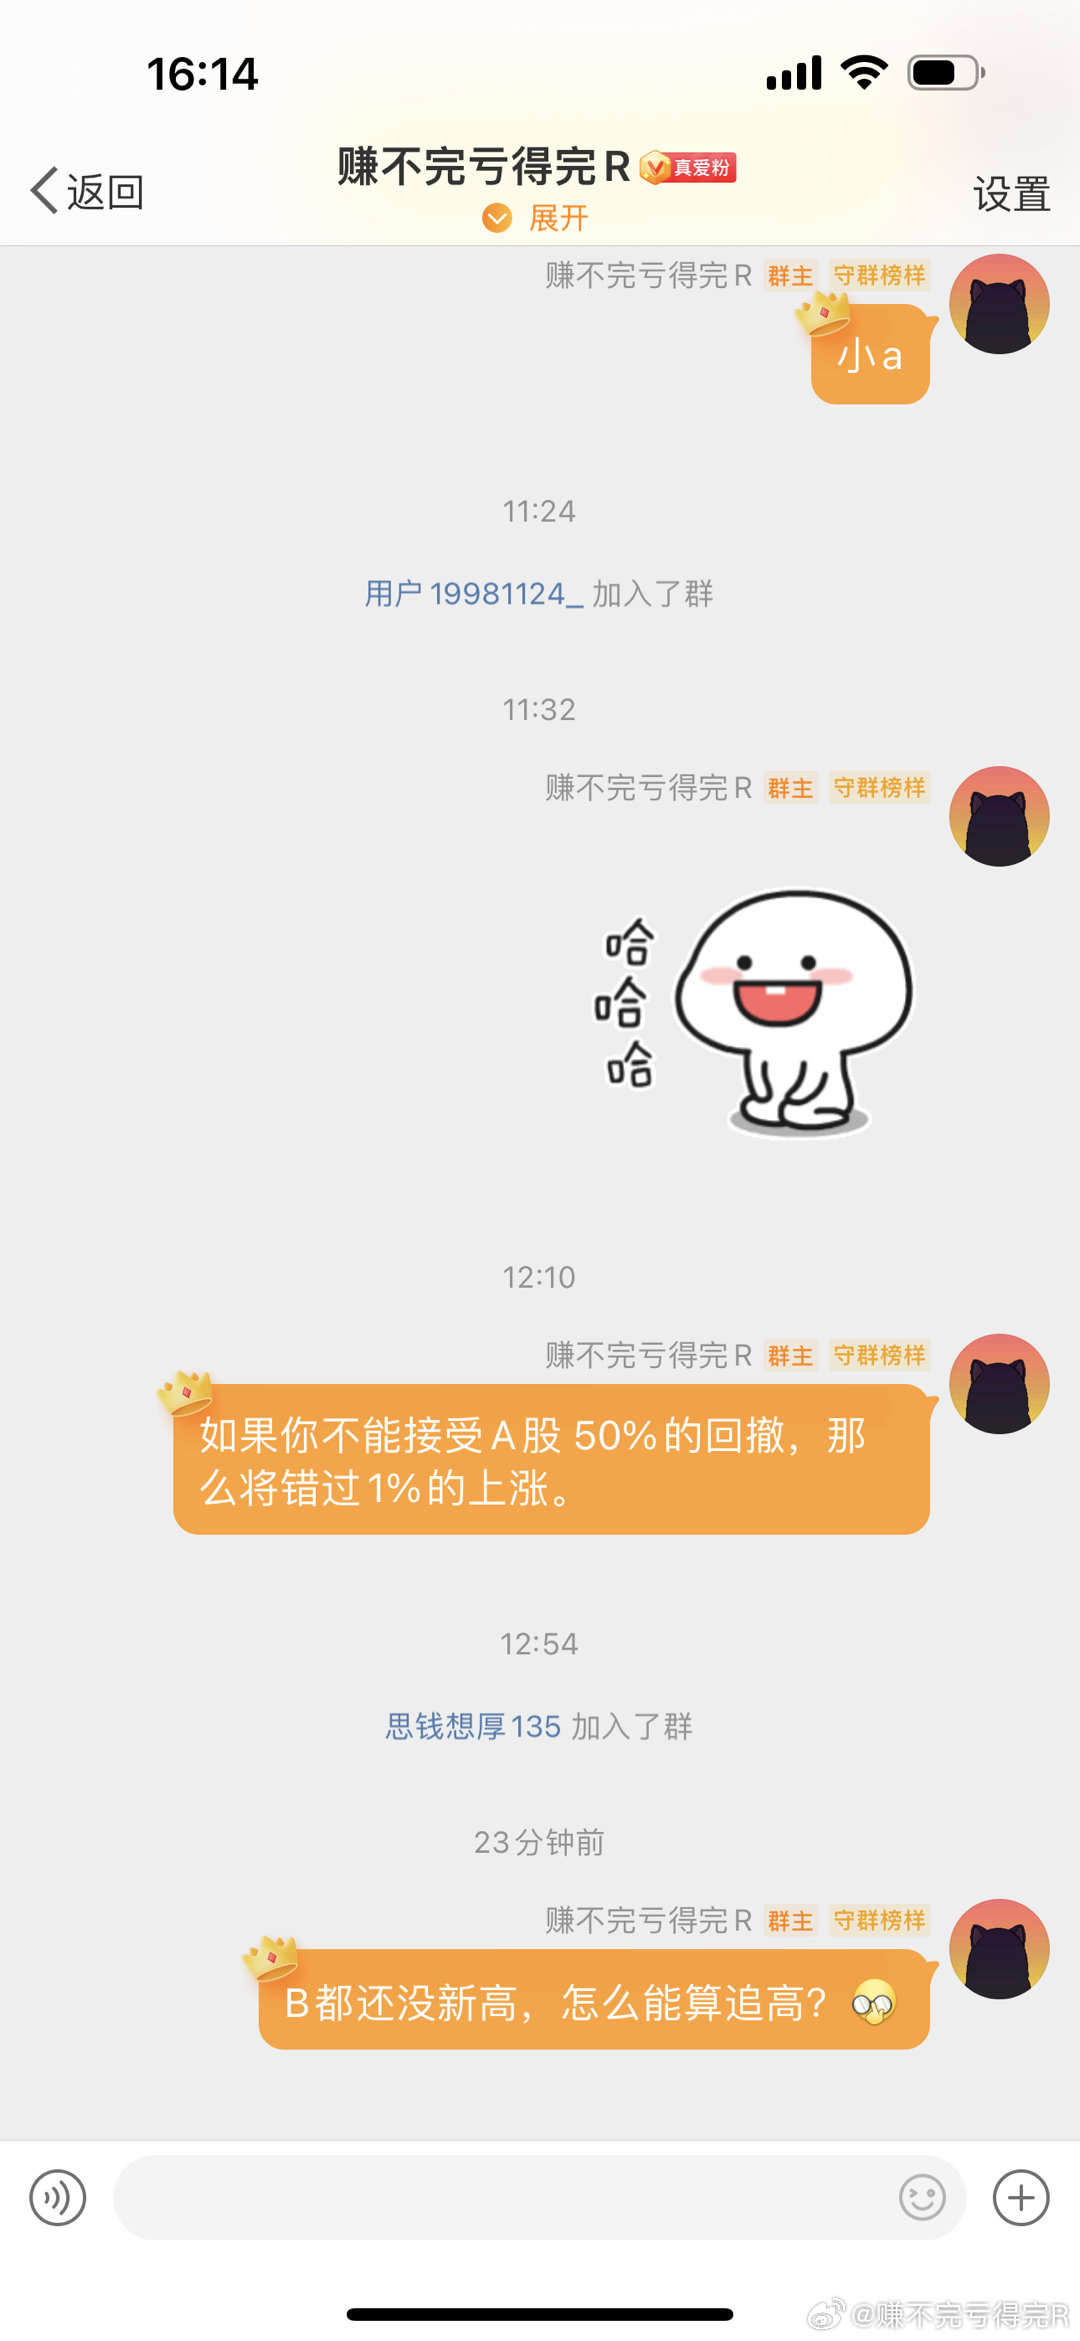 16:14
返回
赚不完亏得完R 真爱粉
展开
设置
赚不完亏得完R 群主 守群榜样
小a
11:24
用户19981124_ 加入了群
11:32
赚不完亏得完R 群主 守群榜样
哈
哈
哈
12:10
赚不完亏得完R 群主 守群榜样
如果你不能接受A股50%的回撤，那
么将错过1%的上涨。
12:54
思钱想厚135 加入了群
23分钟前
赚不完亏得完R 群主 守群榜样
B都还没新高，怎么能算追高？
@赚不完亏得完R